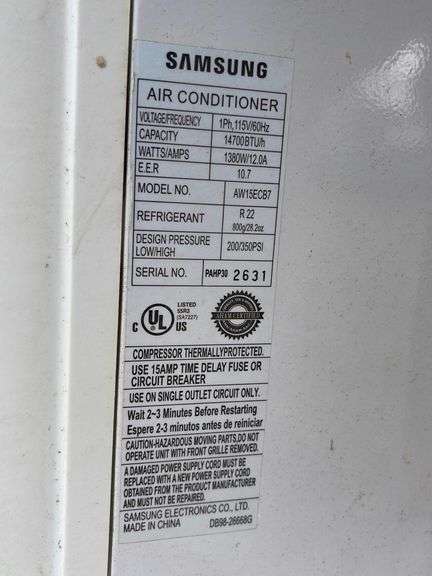 SAMSUNG
AIR CONDITIONER
VOLTAGE/FREQUENCY 1Ph,115V/60Hz
CAPACITY 14700BTU/h
WATTS/AMPS 1380W/12.0A
E.E.R 10.7
MODEL NO. AW15ECB7
REFRIGERANT R 22
800g/28.2oz
DESIGN PRESSURE
LOW/HIGH 200/350PSI
SERIAL NO. PAHP30 2631
C UL US LISTED
55R3
(SA7227)
AHAM CERTIFIED
COMPRESSOR THERMALLYPROTECTED.
USE 15AMP TIME DELAY FUSE OR
CIRCUIT BREAKER
USE ON SINGLE OUTLET CIRCUIT ONLY.
Wait 2~3 Minutes Before Restarting
Espere 2-3 minutos antes de reiniciar
CAUTION-HAZARDOUS MOVING PARTS,DO NOT
OPERATE UNIT WITH FRONT GRILLE REMOVED.
A DAMAGED POWER SUPPLY CORD MUST BE
REPLACED WITH A NEW POWER SUPPLY CORD
OBTAINED FROM THE PRODUCT MANUFACTURER
AND MUST NOT BE REPAIRED.
SAMSUNG ELECTRONICS CO., LTD.
MADE IN CHINA DB98-28668G